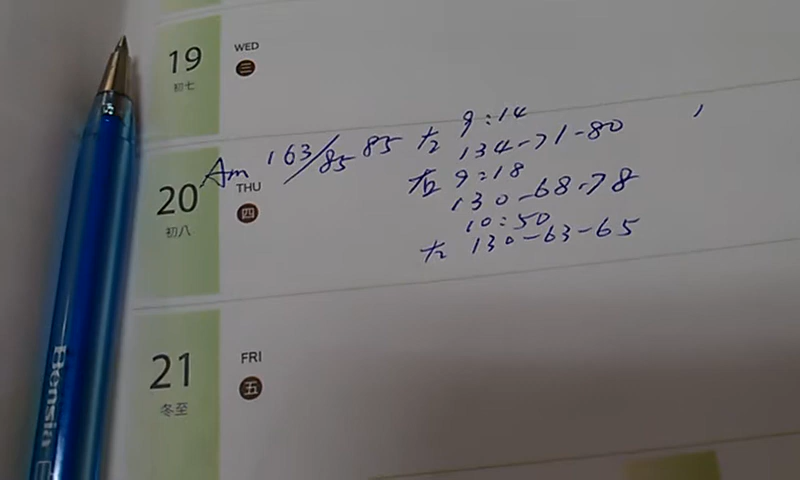 19 WED
初七 三
9:14
Am 163/85 85 左 134-71-80
20 THU
初八 四
右 9:18
130-68-78
10:50
左 130-63-65
21 FRI
冬至 五
Bensia